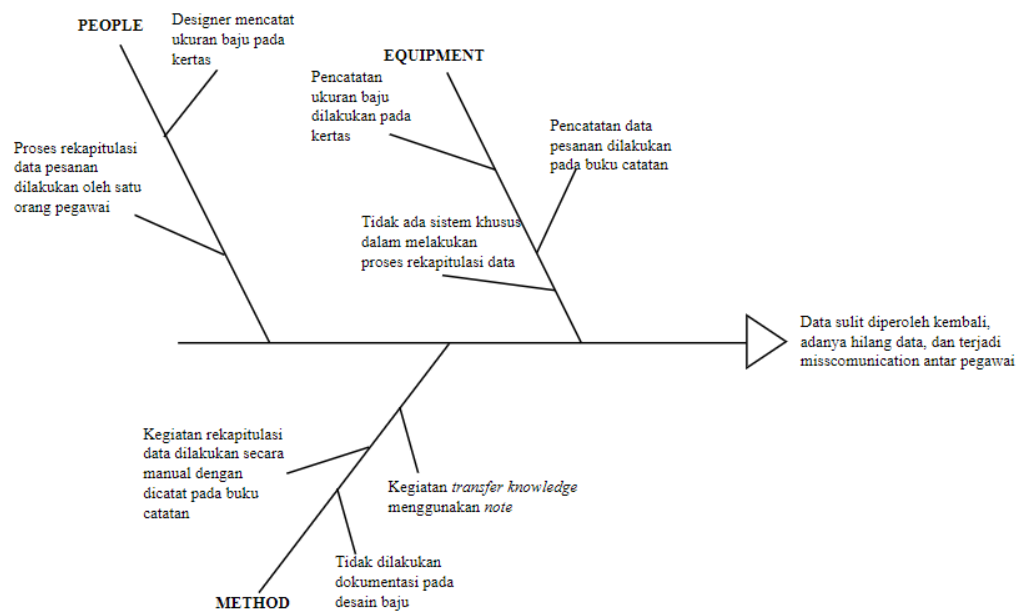 PEOPLE
Designer mencatat
ukuran baju pada
kertas
Proses rekapitulasi
data pesanan
dilakukan oleh satu
orang pegawai
EQUIPMENT
Pencatatan
ukuran baju
dilakukan pada
kertas
Pencatatan data
pesanan dilakukan
pada buku catatan
Tidak ada sistem khusus
dalam melakukan
proses rekapitulasi data
Data sulit diperoleh kembali,
adanya hilang data, dan terjadi
misscomunication antar pegawai
Kegiatan rekapitulasi
data dilakukan secara
manual dengan
dicatat pada buku
catatan
Kegiatan transfer knowledge
menggunakan note
Tidak dilakukan
dokumentasi pada
desain baju
METHOD